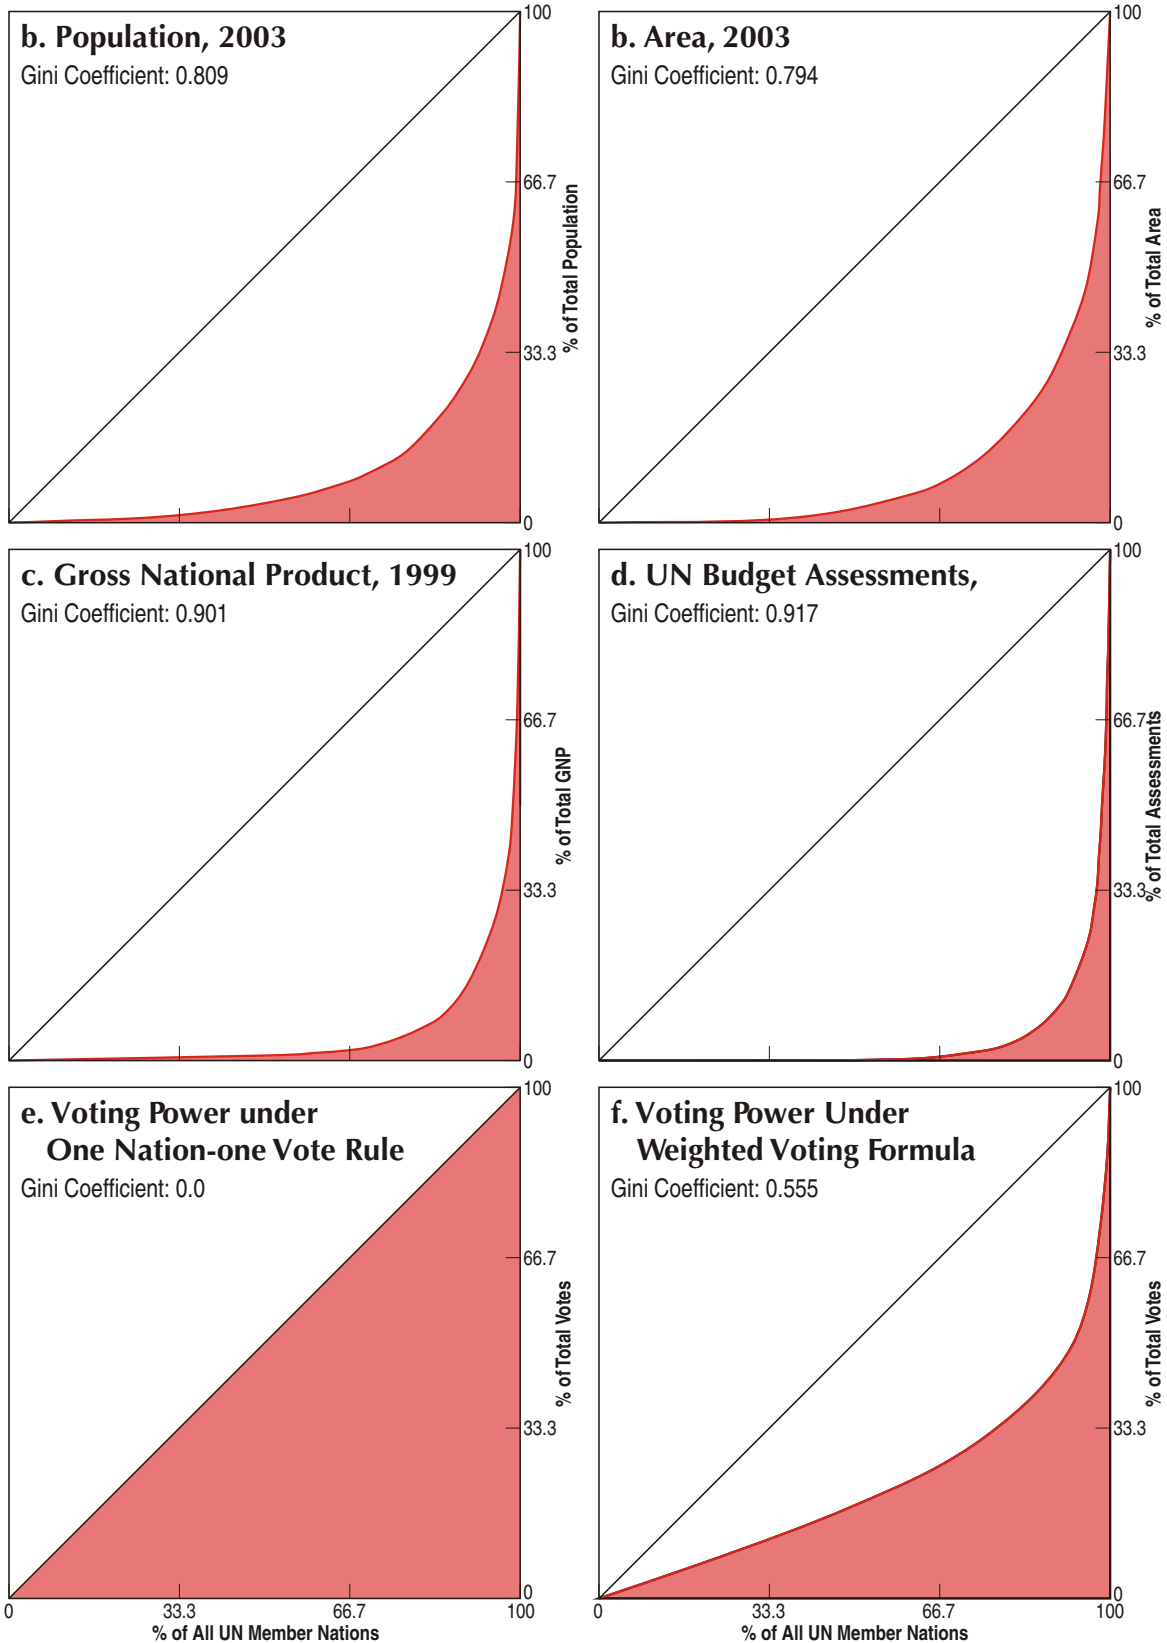 b. Population, 2003
Gini Coefficient: 0.809
100
66.7
33.3
0
% of Total Population
b. Area, 2003
Gini Coefficient: 0.794
100
66.7
33.3
0
% of Total Area
c. Gross National Product, 1999
Gini Coefficient: 0.901
100
66.7
33.3
0
% of Total GNP
d. UN Budget Assessments,
Gini Coefficient: 0.917
100
66.7
33.3
0
% of Total Assessments
e. Voting Power under
One Nation-one Vote Rule
Gini Coefficient: 0.0
100
66.7
33.3
0
% of Total Votes
0
33.3
66.7
100
% of All UN Member Nations
f. Voting Power Under
Weighted Voting Formula
Gini Coefficient: 0.555
100
66.7
33.3
0
% of Total Votes
0
33.3
66.7
100
% of All UN Member Nations